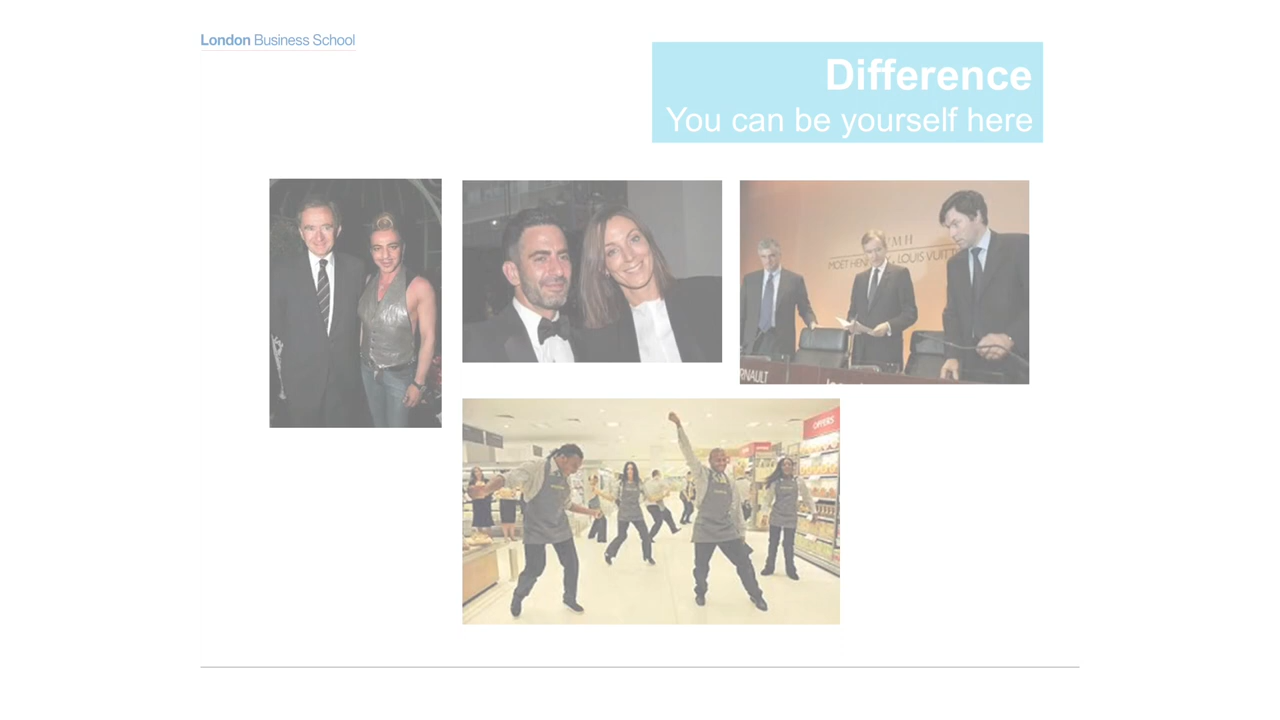 London Business School
Difference
You can be yourself here
MOET HENNESSY . LOUIS VUITTON
OFFERS